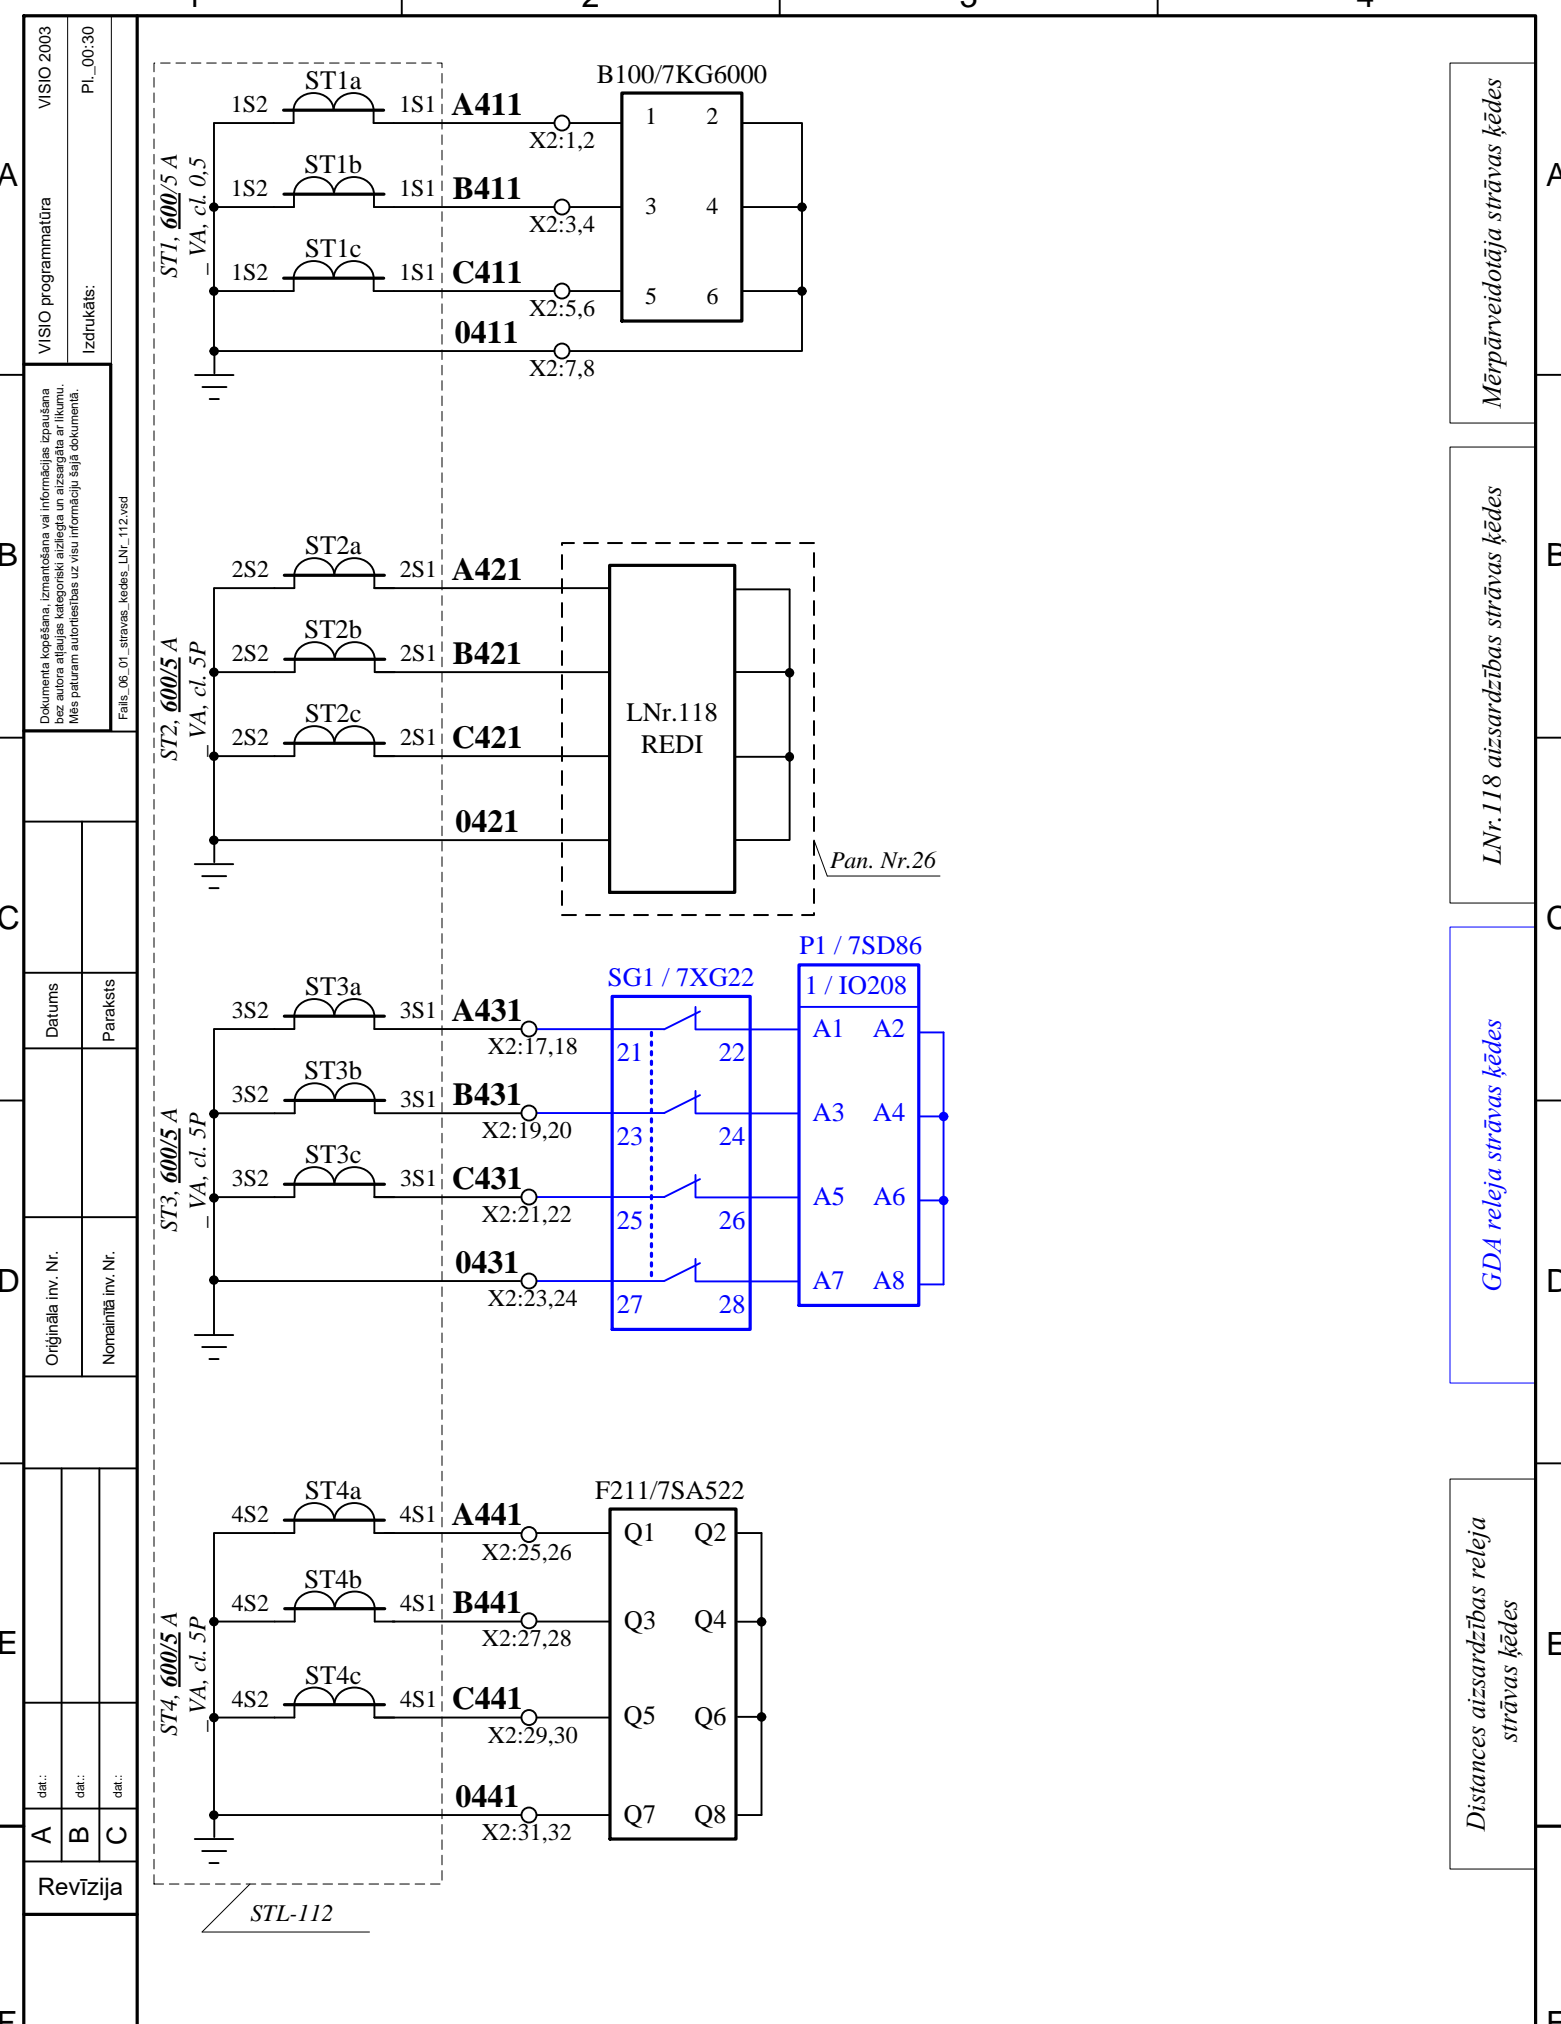 VISIO programmatūra VISIO 2003
Izdrukāts: Pl._00:30
Dokumenta kopēšana, izmantošana vai informācijas izpaušana
bez autora atļaujas kategoriski aizliegta un aizsargāta ar likumu.
Mēs paturam autortiesības uz visu informāciju šajā dokumentā.
Fails_06_01_stravas_kedes_LNr_112.vsd
Datums
Paraksts
Oriģināla inv. Nr.
Nomainītā inv. Nr.
dat.:
dat.:
dat.:
A
B
C
Revīzija
A
B
C
D
E
ST1, 600/5 A
_ VA, cl. 0,5
1S2 ST1a 1S1 A411
X2:1,2
1S2 ST1b 1S1 B411
X2:3,4
1S2 ST1c 1S1 C411
X2:5,6
0411
X2:7,8
B100/7KG6000
1 2
3 4
5 6
Mērpārveidotāja strāvas ķēdes
ST2, 600/5 A
_ VA, cl. 5P
2S2 ST2a 2S1 A421
2S2 ST2b 2S1 B421
2S2 ST2c 2S1 C421
0421
LNr.118
REDI
Pan. Nr.26
LNr.118 aizsardzības strāvas ķēdes
ST3, 600/5 A
_ VA, cl. 5P
3S2 ST3a 3S1 A431
X2:17,18
3S2 ST3b 3S1 B431
X2:19,20
3S2 ST3c 3S1 C431
X2:21,22
0431
X2:23,24
SG1 / 7XG22
21 22
23 24
25 26
27 28
P1 / 7SD86
1 / IO208
A1 A2
A3 A4
A5 A6
A7 A8
GDA releja strāvas ķēdes
ST4, 600/5 A
_ VA, cl. 5P
4S2 ST4a 4S1 A441
X2:25,26
4S2 ST4b 4S1 B441
X2:27,28
4S2 ST4c 4S1 C441
X2:29,30
0441
X2:31,32
F211/7SA522
Q1 Q2
Q3 Q4
Q5 Q6
Q7 Q8
Distances aizsardzības releja
strāvas ķēdes
STL-112
A
B
C
D
E